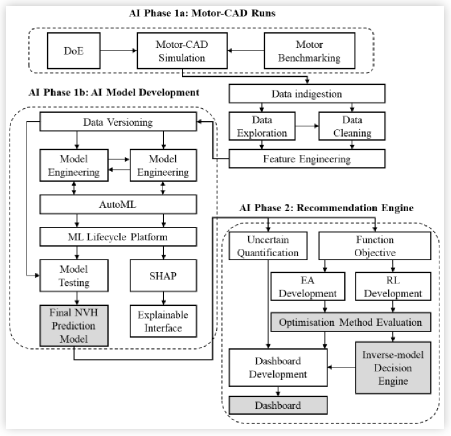 AI Phase 1a: Motor-CAD Runs
DoE
Motor-CAD
Simulation
Motor
Benchmarking
AI Phase 1b: AI Model Development
Data indigestion
Data
Exploration
Data
Cleaning
Feature Engineering
Data Versioning
Model
Engineering
Model
Engineering
AutoML
ML Lifecycle Platform
Model
Testing
SHAP
Final NVH
Prediction
Model
Explainable
Interface
AI Phase 2: Recommendation Engine
Uncertain
Quantification
Function
Objective
EA
Development
RL
Development
Optimisation Method Evaluation
Dashboard
Development
Inverse-model
Decision
Engine
Dashboard